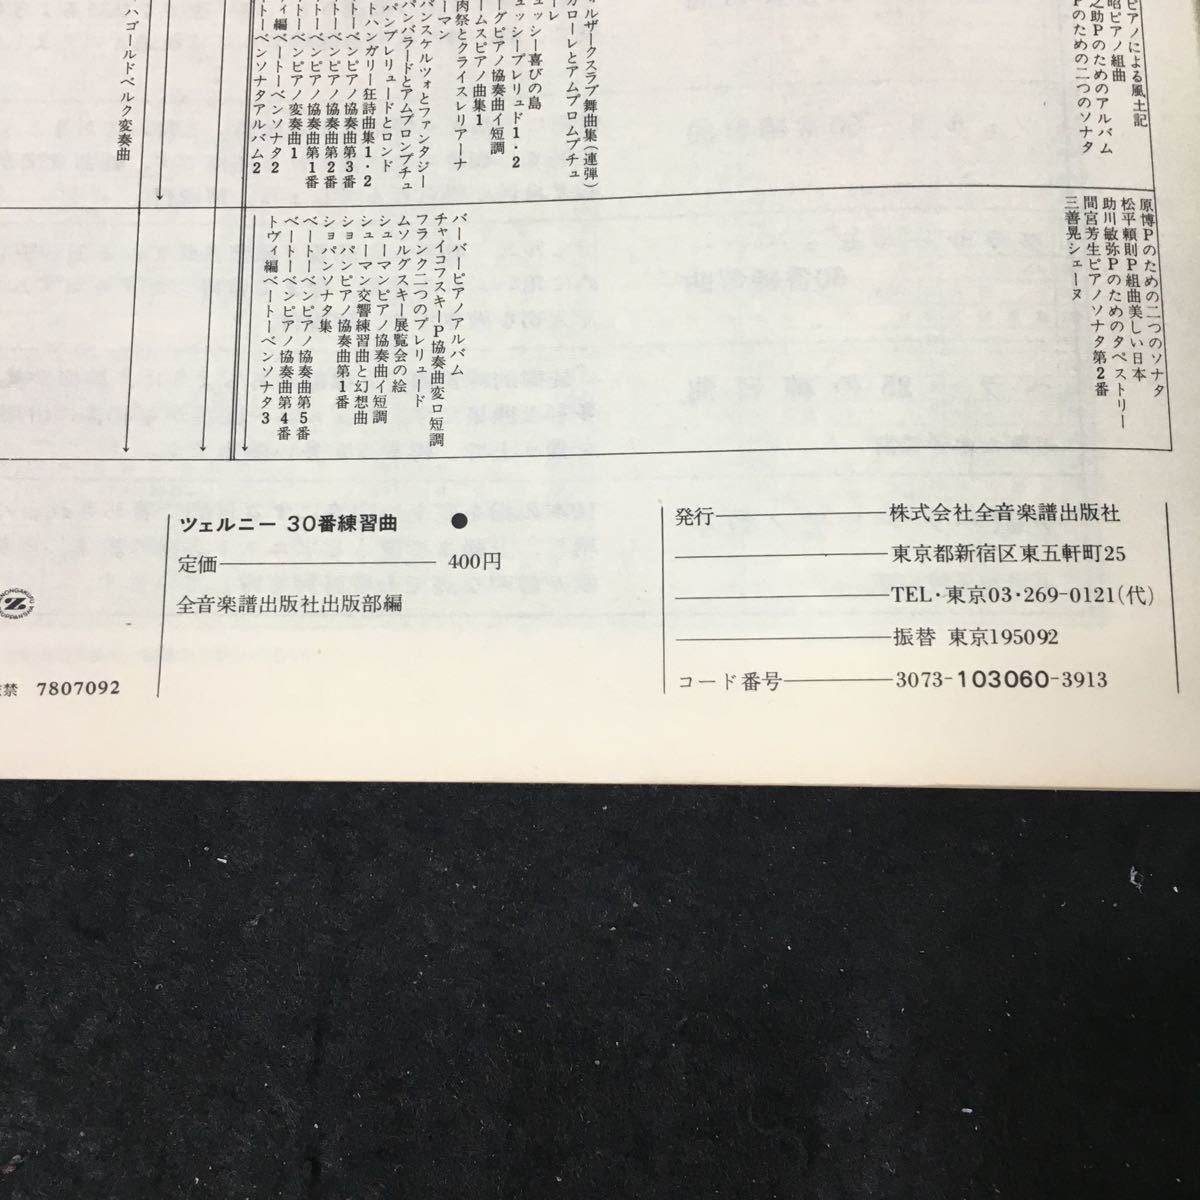 ピアノによる風土記
昭ピアノ組曲
之助Pのためのアルバム
Pのための二つのソナタ
ォルザークスラブ舞曲集(連弾)
ガローレとアムプロムプチュ
レ
ュッシー喜びの島
ュッシープレリュド1・2
ーグピアノ協奏曲イ短調
ームスピアノ曲集1
肉祭とクライスレリアーナ
ーマン
パンスケルツォとファンタジー
パンバラードとアムプロンプチュ
パンプレリュードとロンド
トハンガリー狂詩曲集1・2
トーベンピアノ協奏曲第3番
トーベンピアノ協奏曲第2番
トーベンピアノ協奏曲第1番
トーベンピアノ変奏曲1
ィ編ベートーベンソナタ2
トーベンソナタアルバム2
ハゴールドベルク変奏曲
原博Pのための二つのソナタ
松平頼則P組曲美しい日本
助川敏弥Pのためのタペストリー
間宮芳生ピアノソナタ第2番
三善晃シェーヌ
バーバーピアノアルバム
チャイコフスキーP協奏曲変ロ短調
フランク二つのプレリュード
ムソルグスキー展覧会の絵
シューマンピアノ協奏曲イ短調
シューマン交響練習曲と幻想曲
ショパンピアノ協奏曲第1番
ショパンソナタ集
ベートーベンピアノ協奏曲第5番
ベートーベンピアノ協奏曲第4番
トヴィ編ベートーベンソナタ3
ツェルニー 30番練習曲 ●
定価 400円
全音楽譜出版社出版部編
禁 7807092
発行 株式会社全音楽譜出版社
東京都新宿区東五軒町25
TEL・東京03・269-0121(代)
振替 東京195092
コード番号 3073-103060-3913
Z